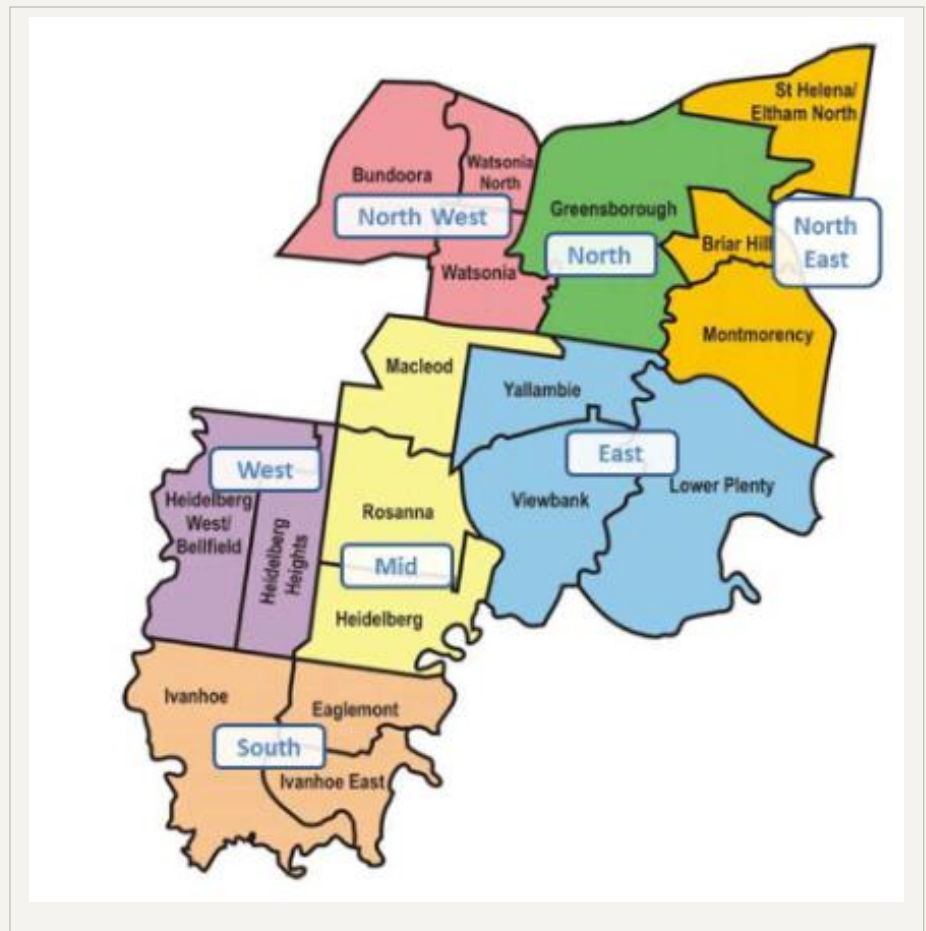 St Helena/
Eltham North
Bundoora
Watsonia
North
North West
Greensborough
North
East
Briar Hill
North
Watsonia
Montmorency
Macleod
Yallambie
East
West
Lower Plenty
Heidelberg
West/
Bellfield
Viewbank
Rosanna
Heidelberg
Heights
Mid
Heidelberg
Ivanhoe
Eaglemont
South
Ivanhoe East